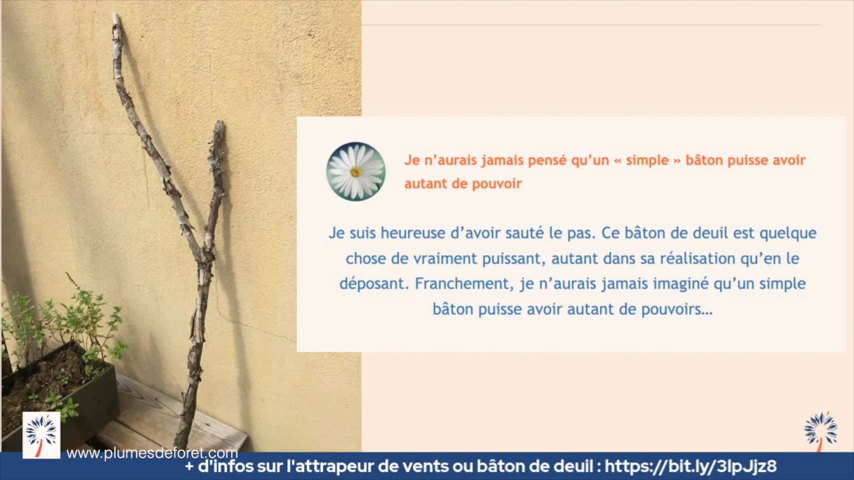 Je n'aurais jamais pensé qu'un « simple » bâton puisse avoir
autant de pouvoir
Je suis heureuse d'avoir sauté le pas. Ce bâton de deuil est quelque
chose de vraiment puissant, autant dans sa réalisation qu'en le
déposant. Franchement, je n'aurais jamais imaginé qu'un simple
bâton puisse avoir autant de pouvoirs...
www.plumesdeforet.com
+ d'infos sur l'attrapeur de vents ou bâton de deuil : https://bit.ly/3lpJjz8